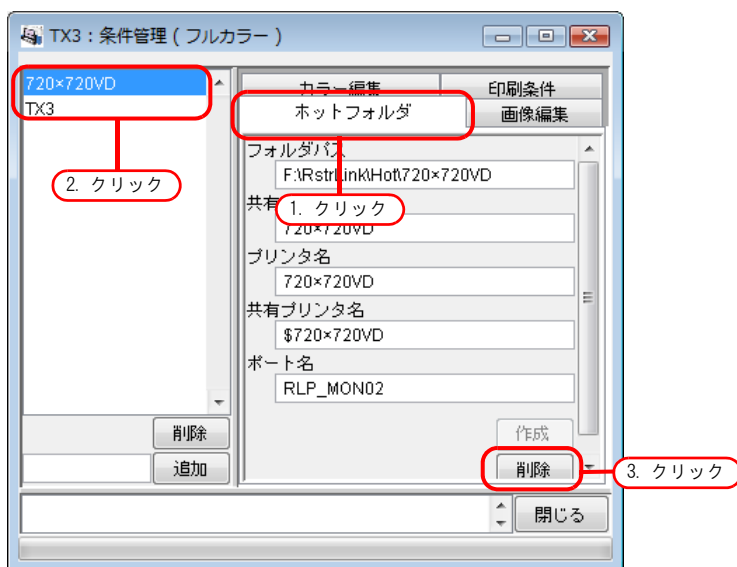 TX3：条件管理 ( フルカラー )
720×720VD
TX3
2. クリック
カラー編集
印刷条件
ホットフォルダ
画像編集
フォルダパス
F:\RstrLink\Hot\720×720VD
共有
1. クリック
720×720VD
プリンタ名
720×720VD
共有プリンタ名
$720×720VD
ポート名
RLP_MON02
削除
作成
追加
削除
3. クリック
閉じる